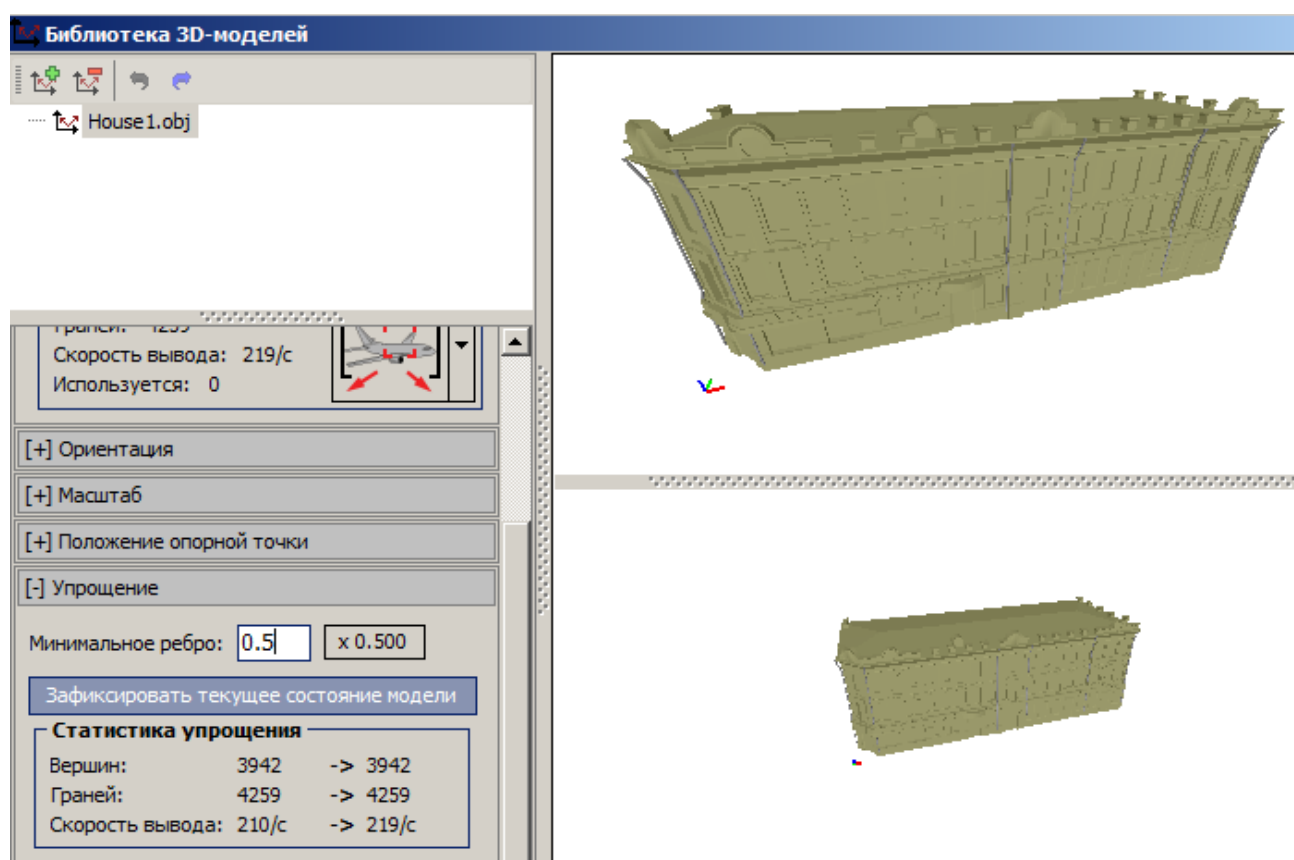 Библиотека 3D-моделей
House1.obj
Граней: 4259
Скорость вывода: 219/с
Используется: 0
[+] Ориентация
[+] Масштаб
[+] Положение опорной точки
[-] Упрощение
Минимальное ребро: 0.5 x 0.500
Зафиксировать текущее состояние модели
Статистика упрощения
Вершин: 3942 -> 3942
Граней: 4259 -> 4259
Скорость вывода: 210/с -> 219/с